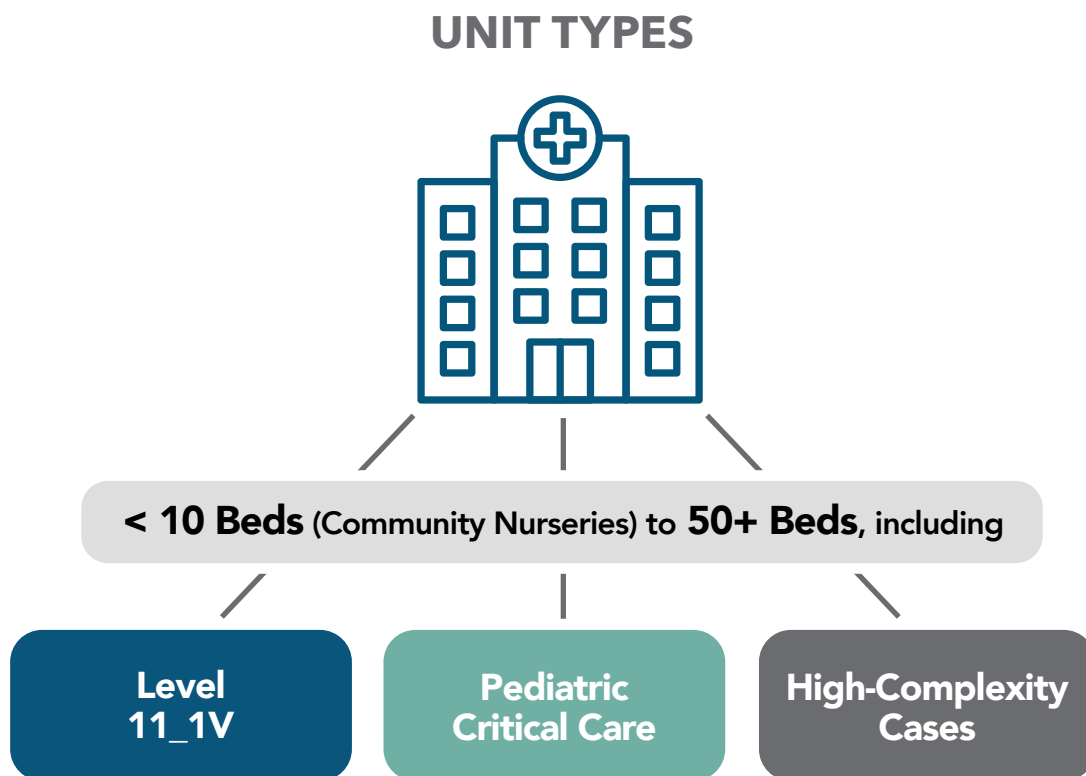 UNIT TYPES
< 10 Beds (Community Nurseries) to 50+ Beds, including
Level
11_1V
Pediatric
Critical Care
High-Complexity
Cases